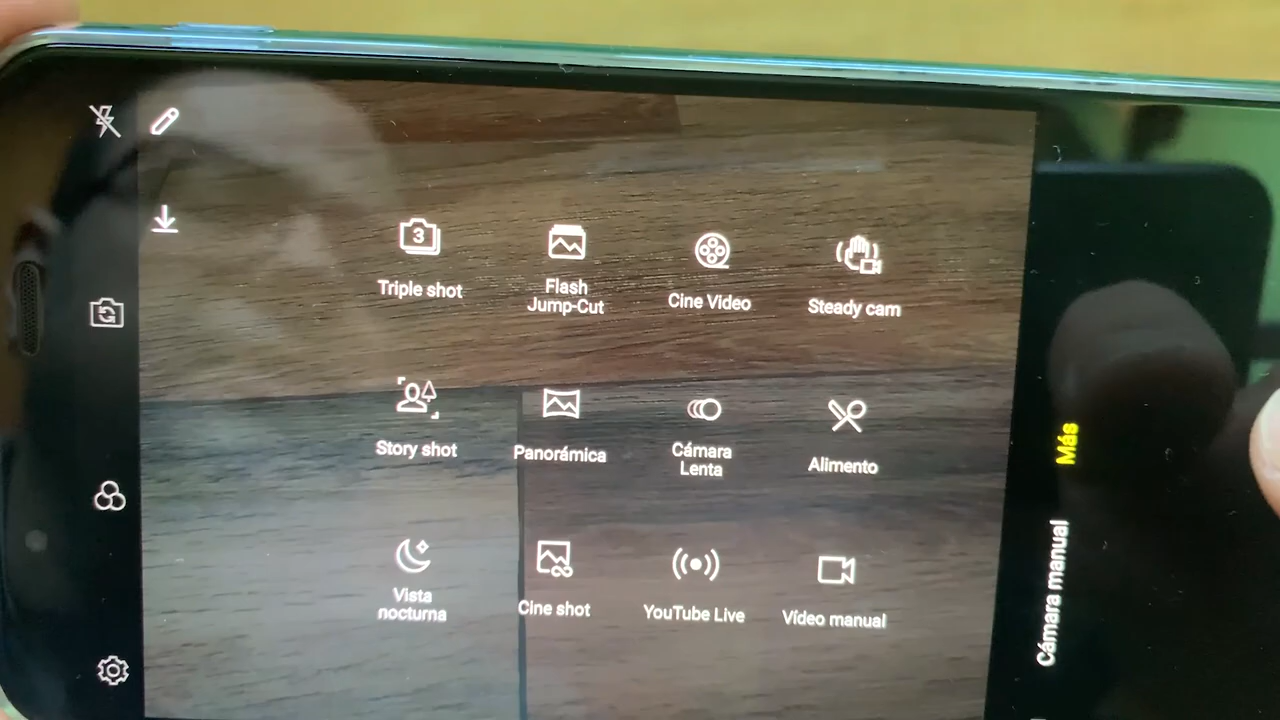 3
Triple shot
Flash
Jump-Cut
Cine Video
Steady cam
Story shot
Panorámica
Cámara
Lenta
Alimento
Vista
nocturna
Cine shot
YouTube Live
Vídeo manual
Más
Cámara manual